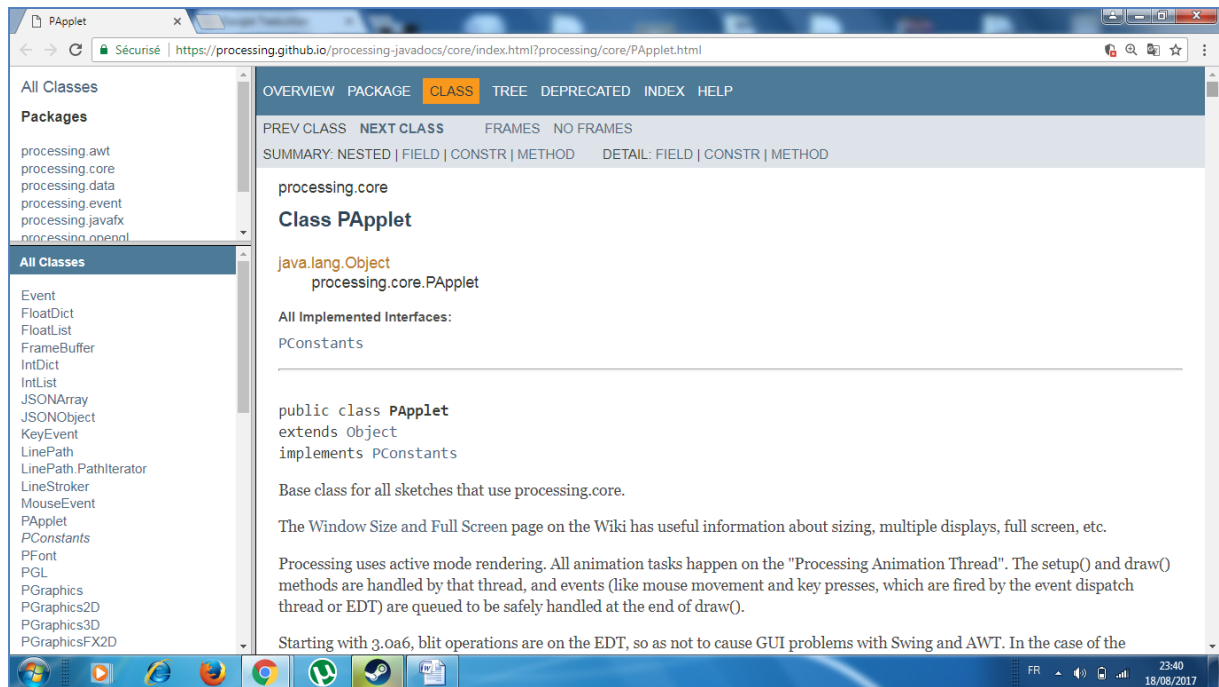 PApplet
Sécurisé | https://processing.github.io/processing-javadocs/core/index.html?processing/core/PApplet.html
All Classes
Packages
processing.awt
processing.core
processing.data
processing.event
processing.javafx
processing.opengl
All Classes
Event
FloatDict
FloatList
FrameBuffer
IntDict
IntList
JSONArray
JSONObject
KeyEvent
LinePath
LinePath.PathIterator
LineStroker
MouseEvent
PApplet
PConstants
PFont
PGL
PGraphics
PGraphics2D
PGraphics3D
PGraphicsFX2D
OVERVIEW PACKAGE CLASS TREE DEPRECATED INDEX HELP
PREV CLASS NEXT CLASS FRAMES NO FRAMES
SUMMARY: NESTED | FIELD | CONSTR | METHOD DETAIL: FIELD | CONSTR | METHOD
processing.core
Class PApplet
java.lang.Object
processing.core.PApplet
All Implemented Interfaces:
PConstants
public class PApplet
extends Object
implements PConstants
Base class for all sketches that use processing.core.
The Window Size and Full Screen page on the Wiki has useful information about sizing, multiple displays, full screen, etc.
Processing uses active mode rendering. All animation tasks happen on the "Processing Animation Thread". The setup() and draw()
methods are handled by that thread, and events (like mouse movement and key presses, which are fired by the event dispatch
thread or EDT) are queued to be safely handled at the end of draw().
Starting with 3.0a6, blit operations are on the EDT, so as not to cause GUI problems with Swing and AWT. In the case of the
FR
23:40
18/08/2017